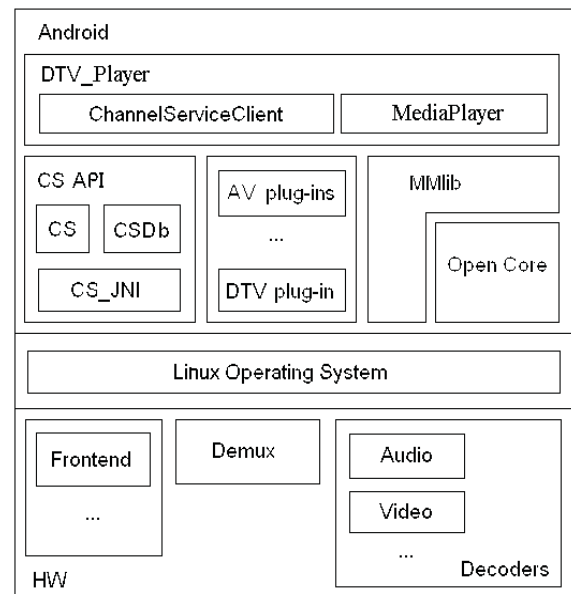 Android
DTV_Player
ChannelServiceClient
MediaPlayer
CS API
CS
CSDb
CS_JNI
AV plug-ins
...
DTV plug-in
MMlib
Open Core
Linux Operating System
Frontend
...
Demux
Audio
Video
...
Decoders
HW